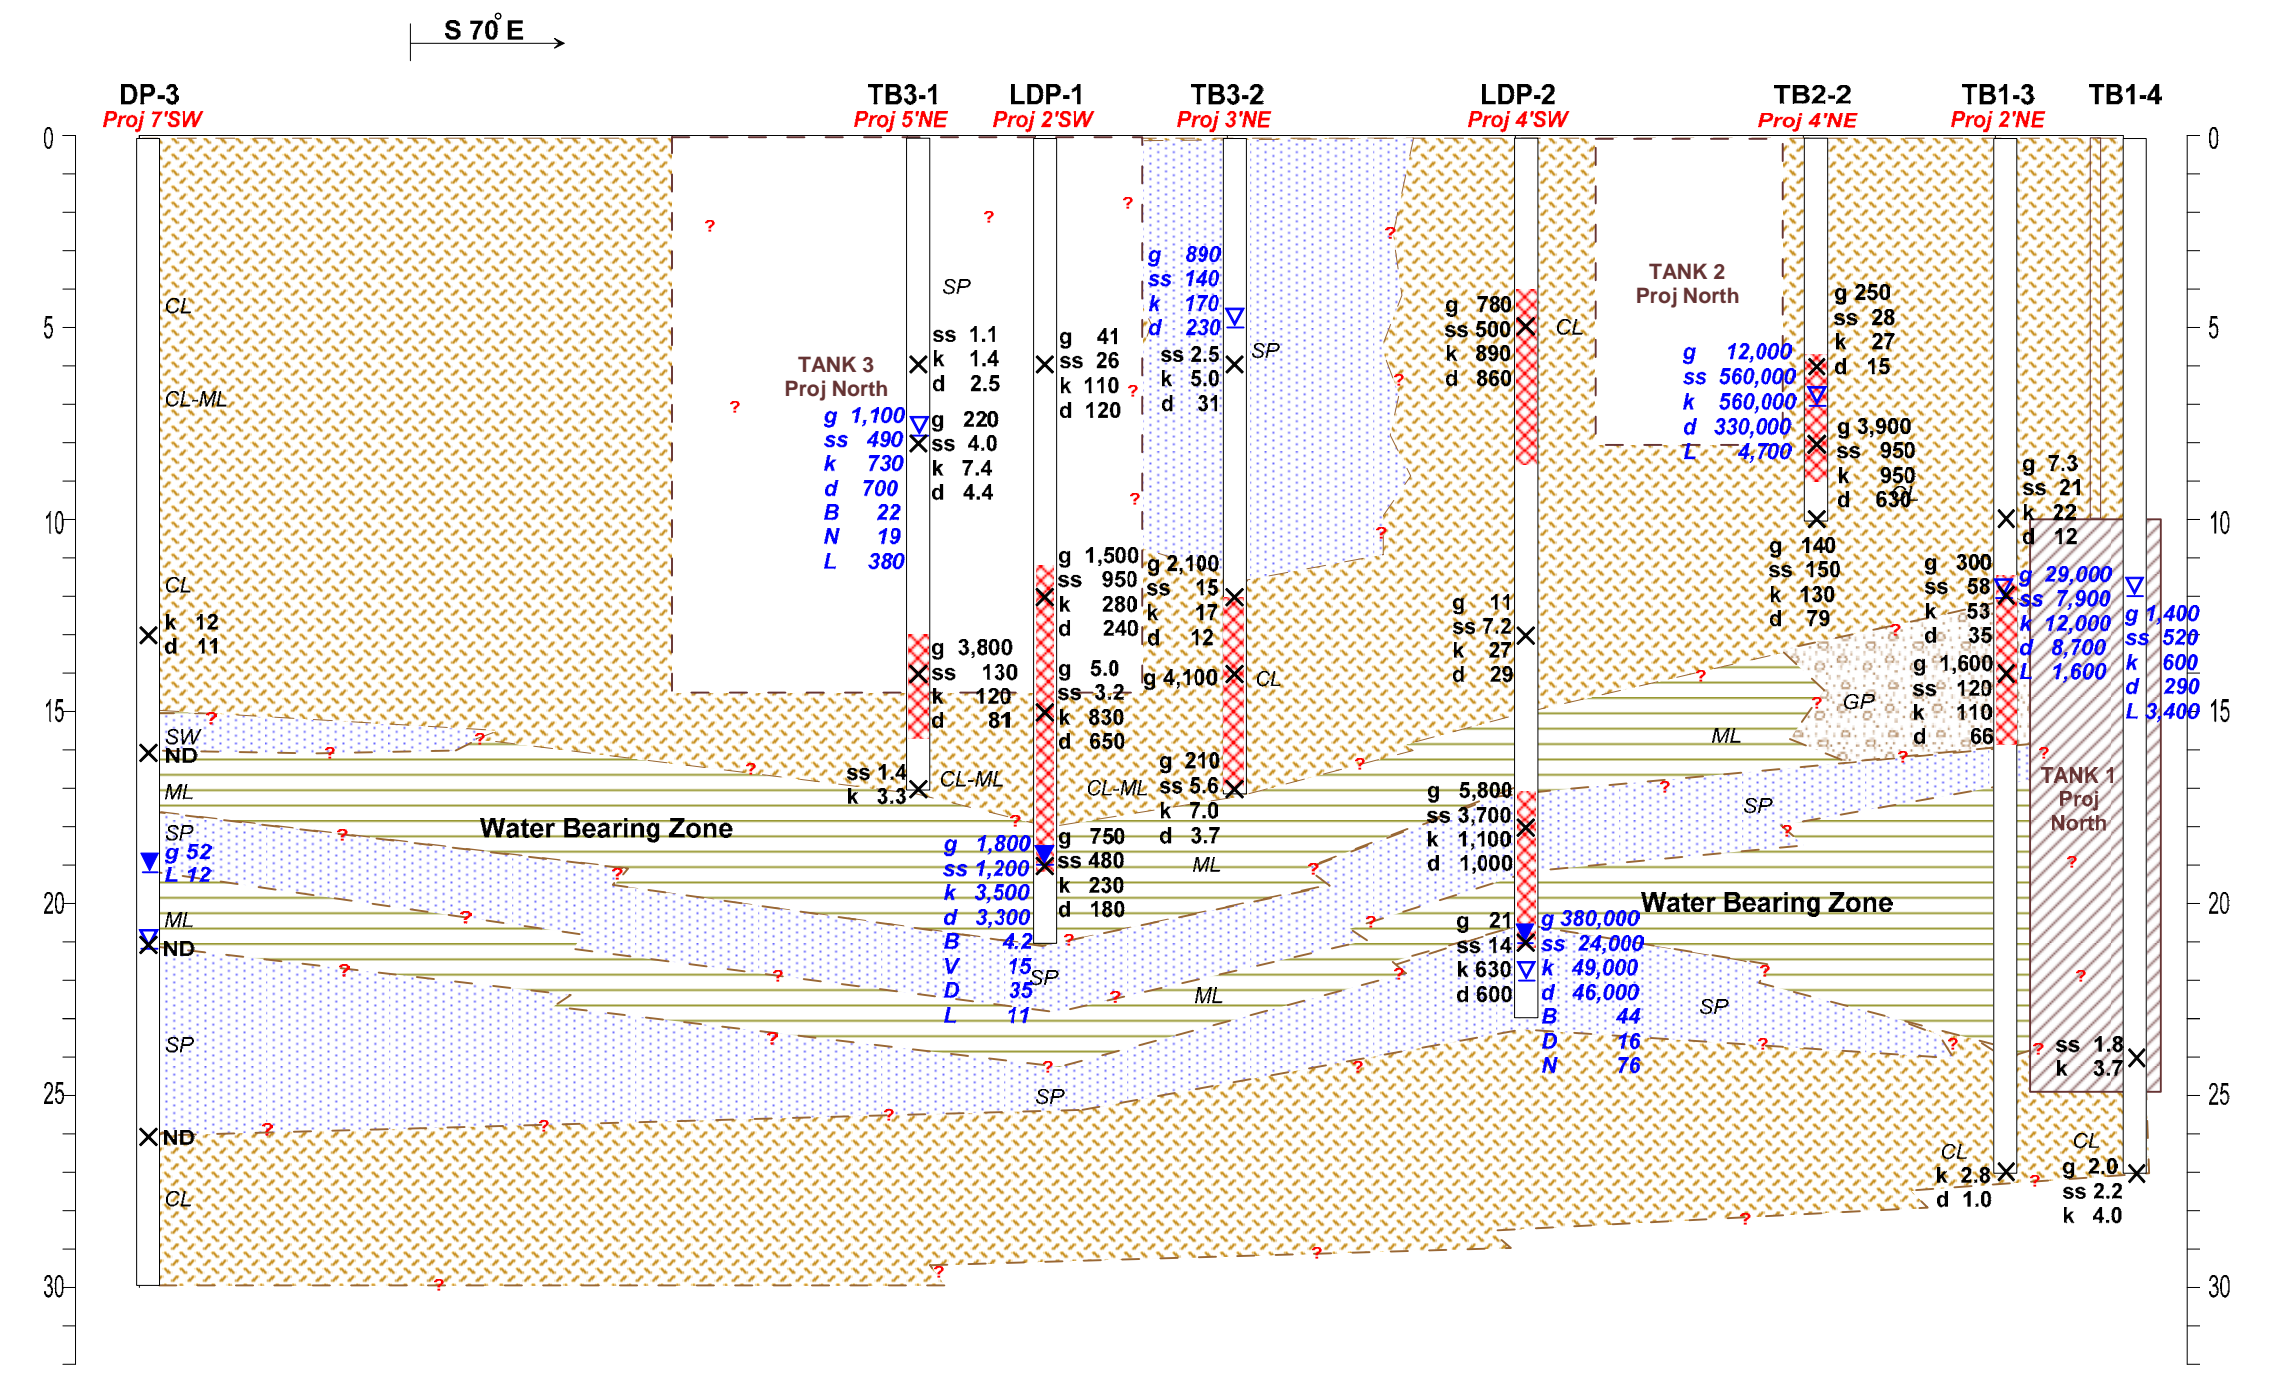 S 70° E
DP-3
Proj 7'SW
TB3-1
Proj 5'NE
LDP-1
Proj 2'SW
TB3-2
Proj 3'NE
LDP-2
Proj 4'SW
TB2-2
Proj 4'NE
TB1-3
Proj 2'NE
TB1-4
0
5
10
15
20
25
30
CL
CL-ML
CL
k 12
d 11
SW
ND
ML
SP
g 52
L 12
ML
ND
SP
ND
CL
? ? ? ? ? ? ? ? ? ? ? ? ?
Water Bearing Zone
TANK 3
Proj North
? ? ? ? ? ?
SP
ss 1.1
k 1.4
d 2.5
g 1,100
ss 490
k 730
d 700
B 22
N 19
L 380
g 220
ss 4.0
k 7.4
d 4.4
g 3,800
ss 130
k 120
d 81
ss 1.4
k 3.3
CL-ML
g 41
ss 26
k 110
d 120
g 1,500
ss 950
k 280
d 240
g 5.0
ss 3.2
k 830
d 650
g 750
ss 480
k 230
d 180
g 1,800
ss 1,200
k 3,500
d 3,300
B 4.2
V 15
D 35
L 11
SP
SP
? ? ? ? ? ? ?
g 890
ss 140
k 170
d 230
SP
ss 2.5
k 5.0
d 31
g 2,100
ss 15
k 17
d 12
g 4,100
CL
CL-ML
g 210
ss 5.6
k 7.0
d 3.7
ML
ML
? ? ? ? ? ? ? ? ?
g 780
ss 500
k 890
d 860
CL
g 11
ss 7.2
k 27
d 29
g 5,800
ss 3,700
k 1,100
d 1,000
g 21
ss 14
k 630
d 600
g 380,000
ss 24,000
k 49,000
d 46,000
B 44
D 16
N 76
SP
TANK 2
Proj North
g 12,000
ss 560,000
k 560,000
d 330,000
L 4,700
g 250
ss 28
k 27
d 15
g 3,900
ss 950
k 950
d 630
CL
g 140
ss 150
k 130
d 79
ML
GP
SP
Water Bearing Zone
? ? ? ? ? ? ? ? ? ?
g 7.3
ss 21
k 22
d 12
g 300
ss 58
k 53
d 35
g 29,000
ss 7,900
k 12,000
d 8,700
L 1,600
g 1,600
ss 120
k 110
d 66
g 1,400
ss 520
k 600
d 290
L 3,400
TANK 1
Proj
North
? ? ? ? ?
ss 1.8
k 3.7
CL
k 2.8
d 1.0
CL
g 2.0
ss 2.2
k 4.0
0
5
10
15
20
25
30